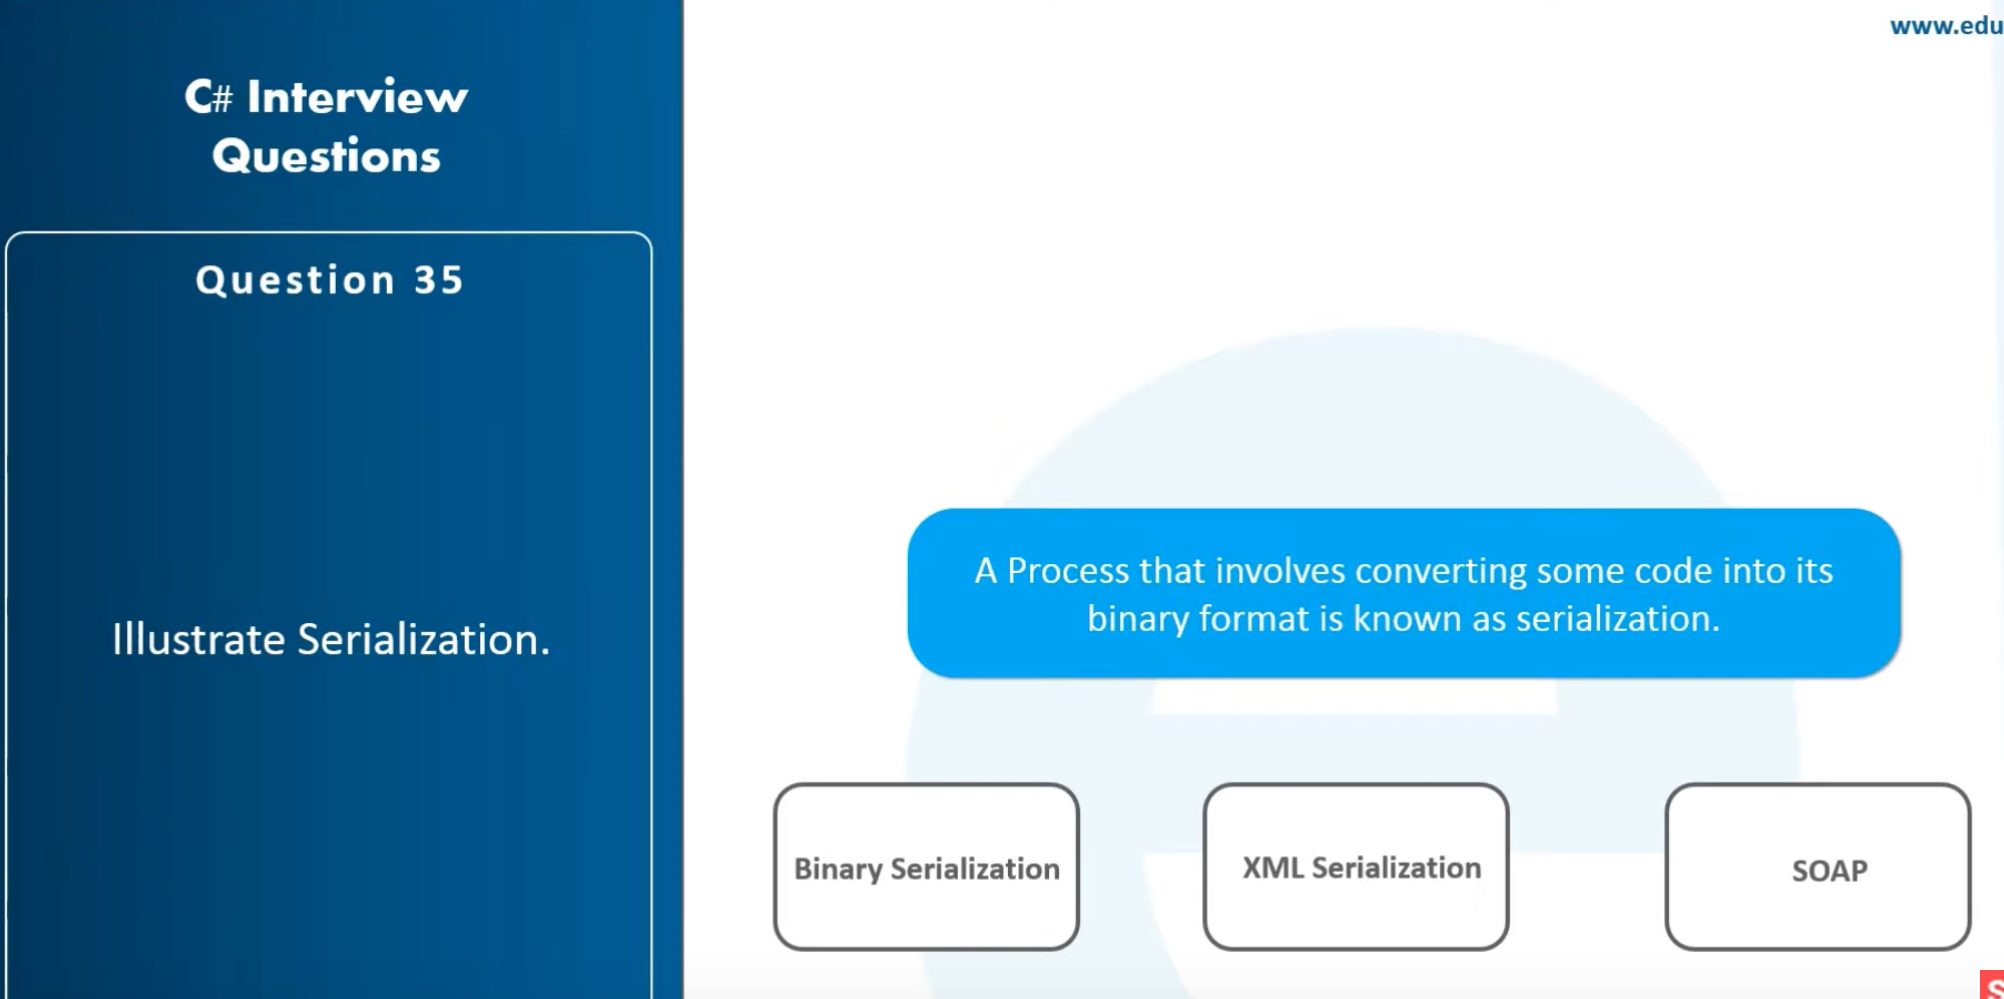 www.edu
C# Interview
Questions
Question 35
Illustrate Serialization.
A Process that involves converting some code into its
binary format is known as serialization.
Binary Serialization
XML Serialization
SOAP
S